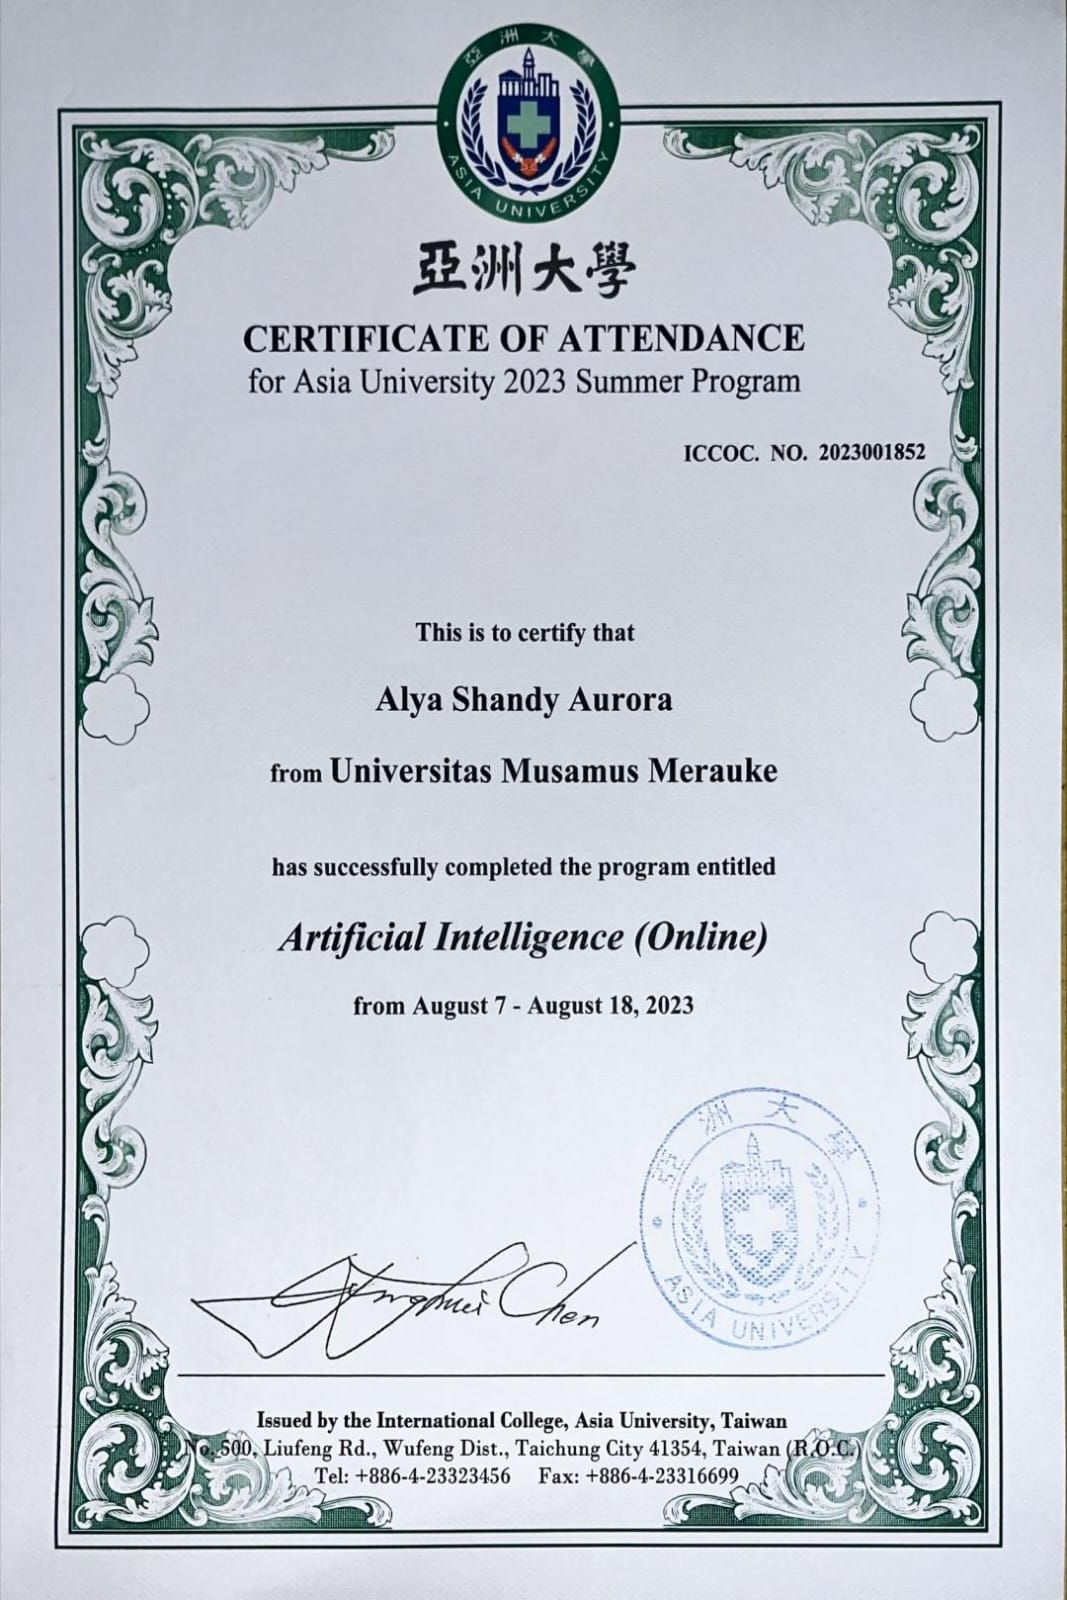 亞洲大學
ASIA UNIVERSITY
亞洲大學
CERTIFICATE OF ATTENDANCE
for Asia University 2023 Summer Program
ICCOC. NO. 2023001852
This is to certify that
Alya Shandy Aurora
from Universitas Musamus Merauke
has successfully completed the program entitled
Artificial Intelligence (Online)
from August 7 - August 18, 2023
亞洲大學
ASIA UNIVERSITY
Chen
Issued by the International College, Asia University, Taiwan
No. 500, Liufeng Rd., Wufeng Dist., Taichung City 41354, Taiwan (R.O.C.)
Tel: +886-4-23323456 Fax: +886-4-23316699